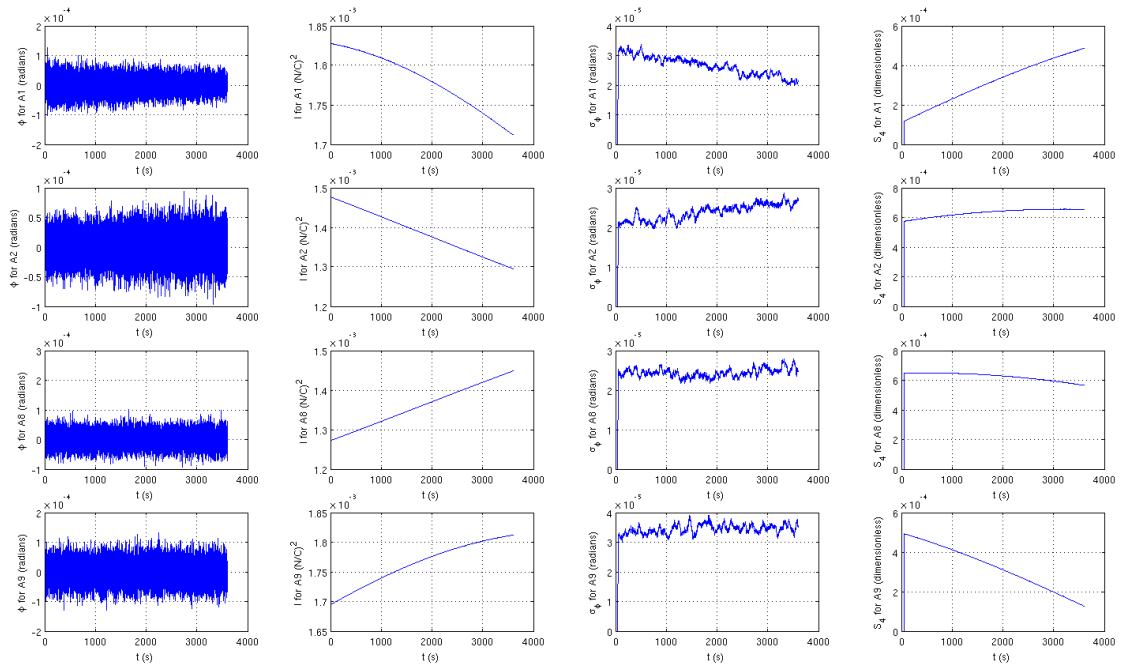 × 10⁻⁴
2
1
0
-1
-2
0 1000 2000 3000 4000
t (s)
ϕ for A1 (radians)
× 10⁻³
1.85
1.8
1.75
1.7
0 1000 2000 3000 4000
t (s)
I for A1 (N/C)²
× 10⁻⁵
4
3
2
1
0
0 1000 2000 3000 4000
t (s)
σϕ for A1 (radians)
× 10⁻⁴
6
4
2
0
0 1000 2000 3000 4000
t (s)
S₄ for A1 (dimensionless)
× 10⁻⁴
1
0.5
0
-0.5
-1
0 1000 2000 3000 4000
t (s)
ϕ for A2 (radians)
× 10⁻³
1.5
1.4
1.3
1.2
0 1000 2000 3000 4000
t (s)
I for A2 (N/C)²
× 10⁻⁵
3
2
1
0
0 1000 2000 3000 4000
t (s)
σϕ for A2 (radians)
× 10⁻⁴
8
6
4
2
0
0 1000 2000 3000 4000
t (s)
S₄ for A2 (dimensionless)
× 10⁻⁴
3
2
1
0
-1
0 1000 2000 3000 4000
t (s)
ϕ for A8 (radians)
× 10⁻³
1.5
1.4
1.3
1.2
0 1000 2000 3000 4000
t (s)
I for A8 (N/C)²
× 10⁻⁵
3
2
1
0
0 1000 2000 3000 4000
t (s)
σϕ for A8 (radians)
× 10⁻⁴
8
6
4
2
0
0 1000 2000 3000 4000
t (s)
S₄ for A8 (dimensionless)
× 10⁻⁴
2
1
0
-1
-2
0 1000 2000 3000 4000
t (s)
ϕ for A9 (radians)
× 10⁻³
1.85
1.8
1.75
1.7
1.65
0 1000 2000 3000 4000
t (s)
I for A9 (N/C)²
× 10⁻⁵
4
3
2
1
0
0 1000 2000 3000 4000
t (s)
σϕ for A9 (radians)
× 10⁻⁴
6
4
2
0
0 1000 2000 3000 4000
t (s)
S₄ for A9 (dimensionless)